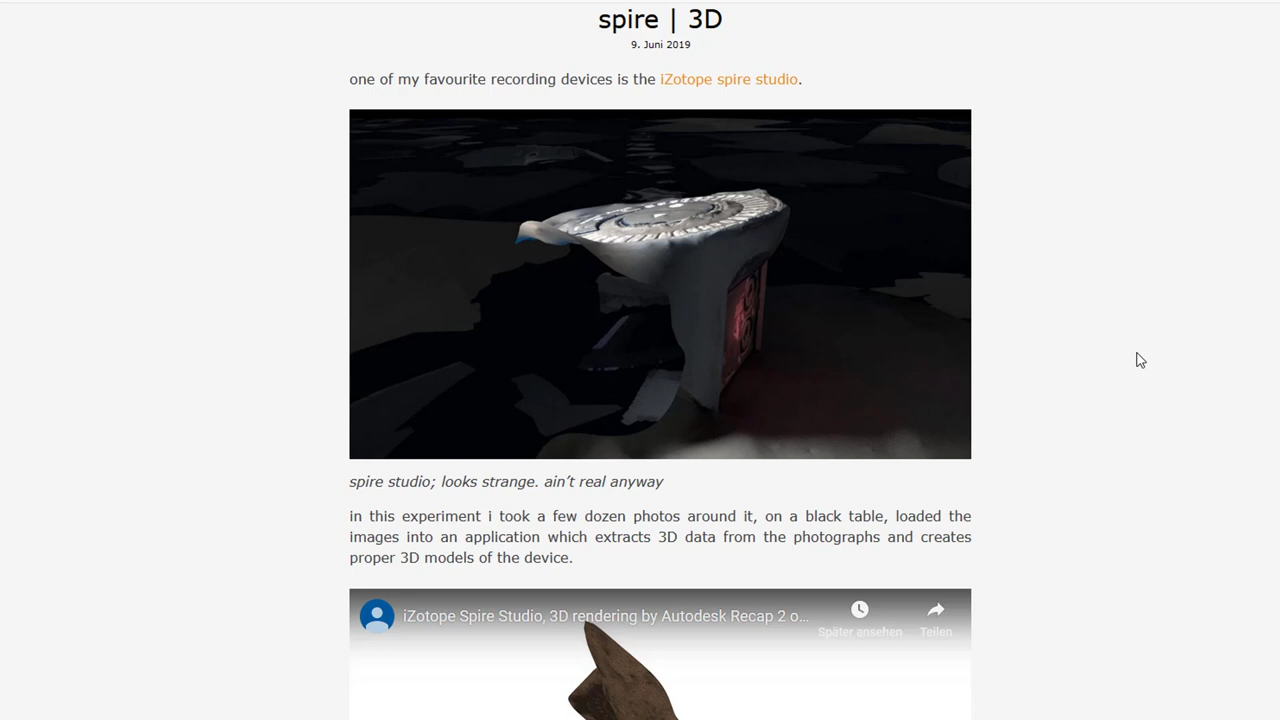 spire | 3D
9. Juni 2019
one of my favourite recording devices is the iZotope spire studio.
spire studio; looks strange. ain’t real anyway
in this experiment i took a few dozen photos around it, on a black table, loaded the
images into an application which extracts 3D data from the photographs and creates
proper 3D models of the device.
iZotope Spire Studio, 3D rendering by Autodesk Recap 2 o...
Später ansehen
Teilen